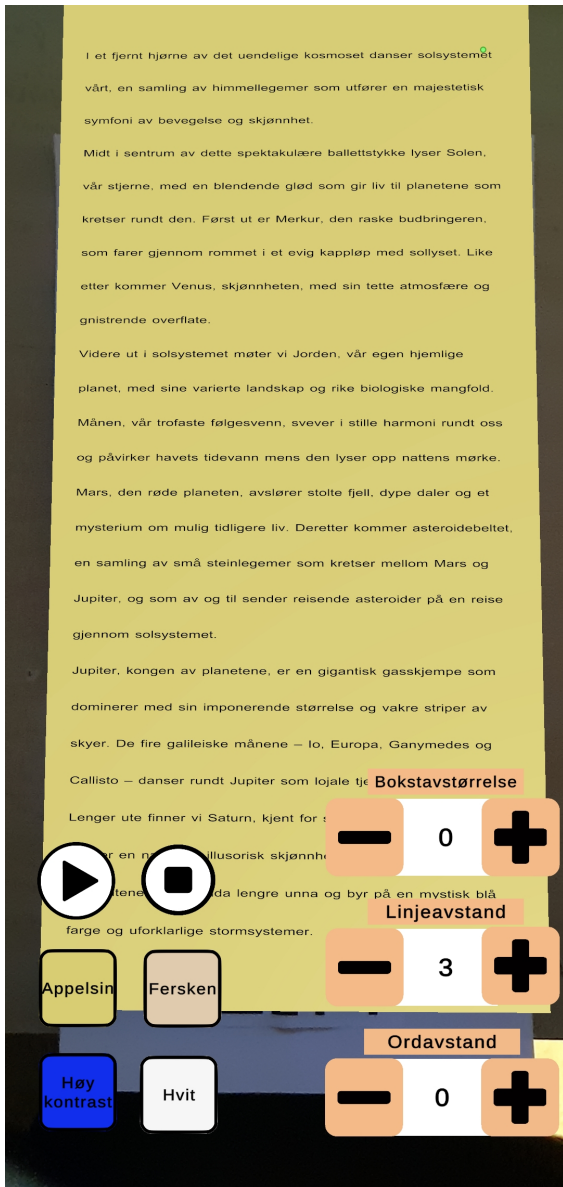 I et fjernt hjørne av det uendelige kosmoset danser solsystemet
vårt, en samling av himmellegemer som utfører en majestetisk
symfoni av bevegelse og skjønnhet.
Midt i sentrum av dette spektakulære ballettstykke lyser Solen,
vår stjerne, med en blendende glød som gir liv til planetene som
kretser rundt den. Først ut er Merkur, den raske budbringeren,
som farer gjennom rommet i et evig kappløp med sollyset. Like
etter kommer Venus, skjønnheten, med sin tette atmosfære og
gnistrende overflate.
Videre ut i solsystemet møter vi Jorden, vår egen hjemlige
planet, med sine varierte landskap og rike biologiske mangfold.
Månen, vår trofaste følgesvenn, svever i stille harmoni rundt oss
og påvirker havets tidevann mens den lyser opp nattens mørke.
Mars, den røde planeten, avslører stolte fjell, dype daler og et
mysterium om mulig tidligere liv. Deretter kommer asteroidebeltet,
en samling av små steinlegemer som kretser mellom Mars og
Jupiter, og som av og til sender reisende asteroider på en reise
gjennom solsystemet.
Jupiter, kongen av planetene, er en gigantisk gasskjempe som
dominerer med sin imponerende størrelse og vakre striper av
skyer. De fire galileiske månene – Io, Europa, Ganymedes og
Callisto – danser rundt Jupiter som lojale
Lenger ute finner vi Saturn, kjent for
en illusorisk
lengre unna og byr på en mystisk blå
farge og uforklarlige stormsystemer.
Bokstavstørrelse
0
Linjeavstand
3
Ordavstand
0
Appelsin
Fersken
Høy
kontrast
Hvit